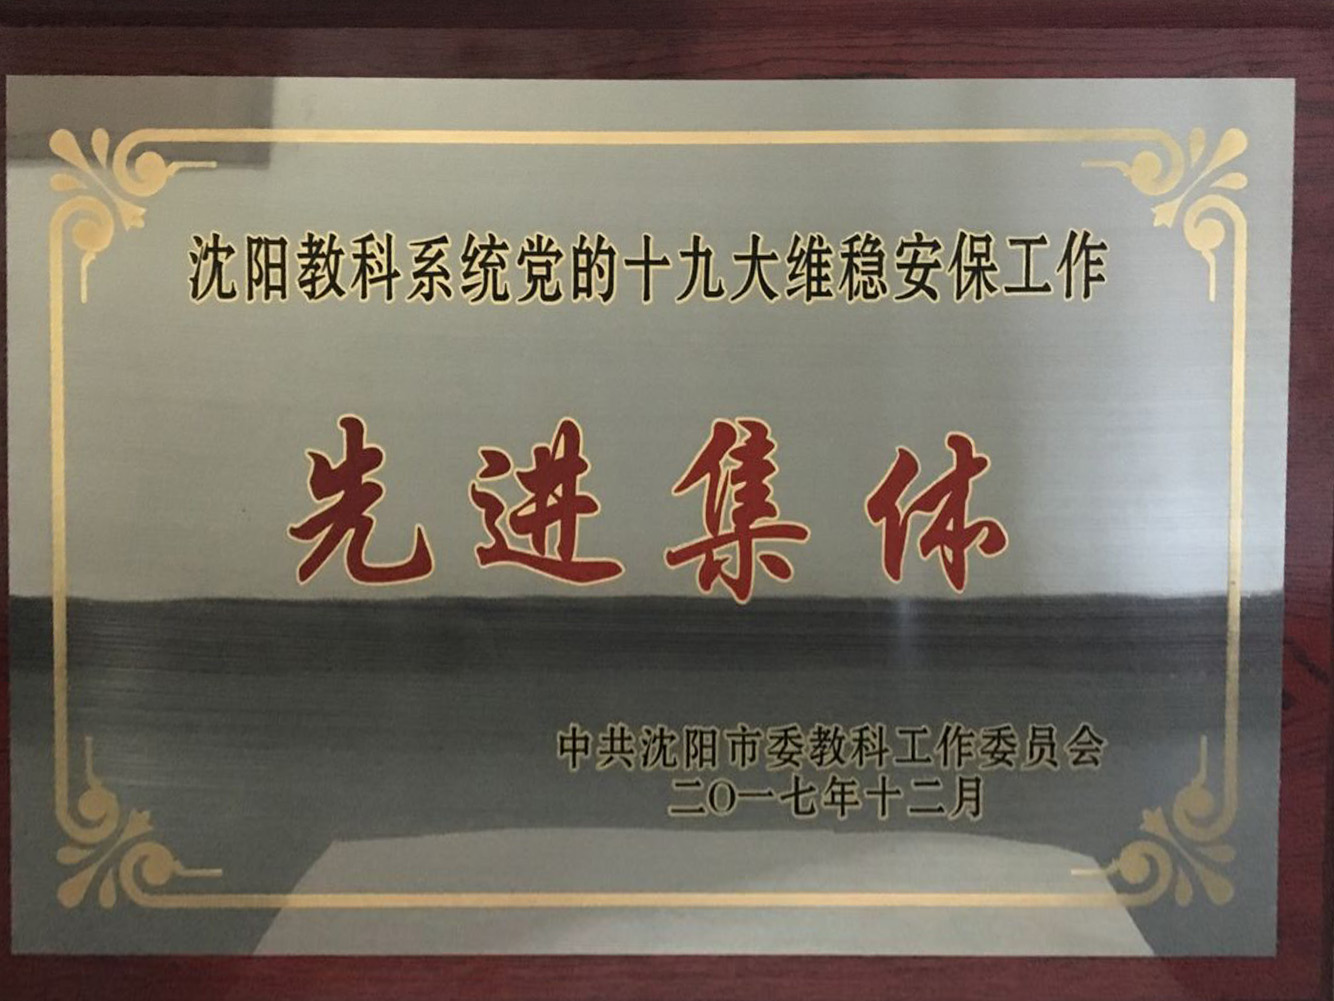 沈阳教科系统党的十九大维稳安保工作
先进集体
中共沈阳市委教科工作委员会
二O一七年十二月